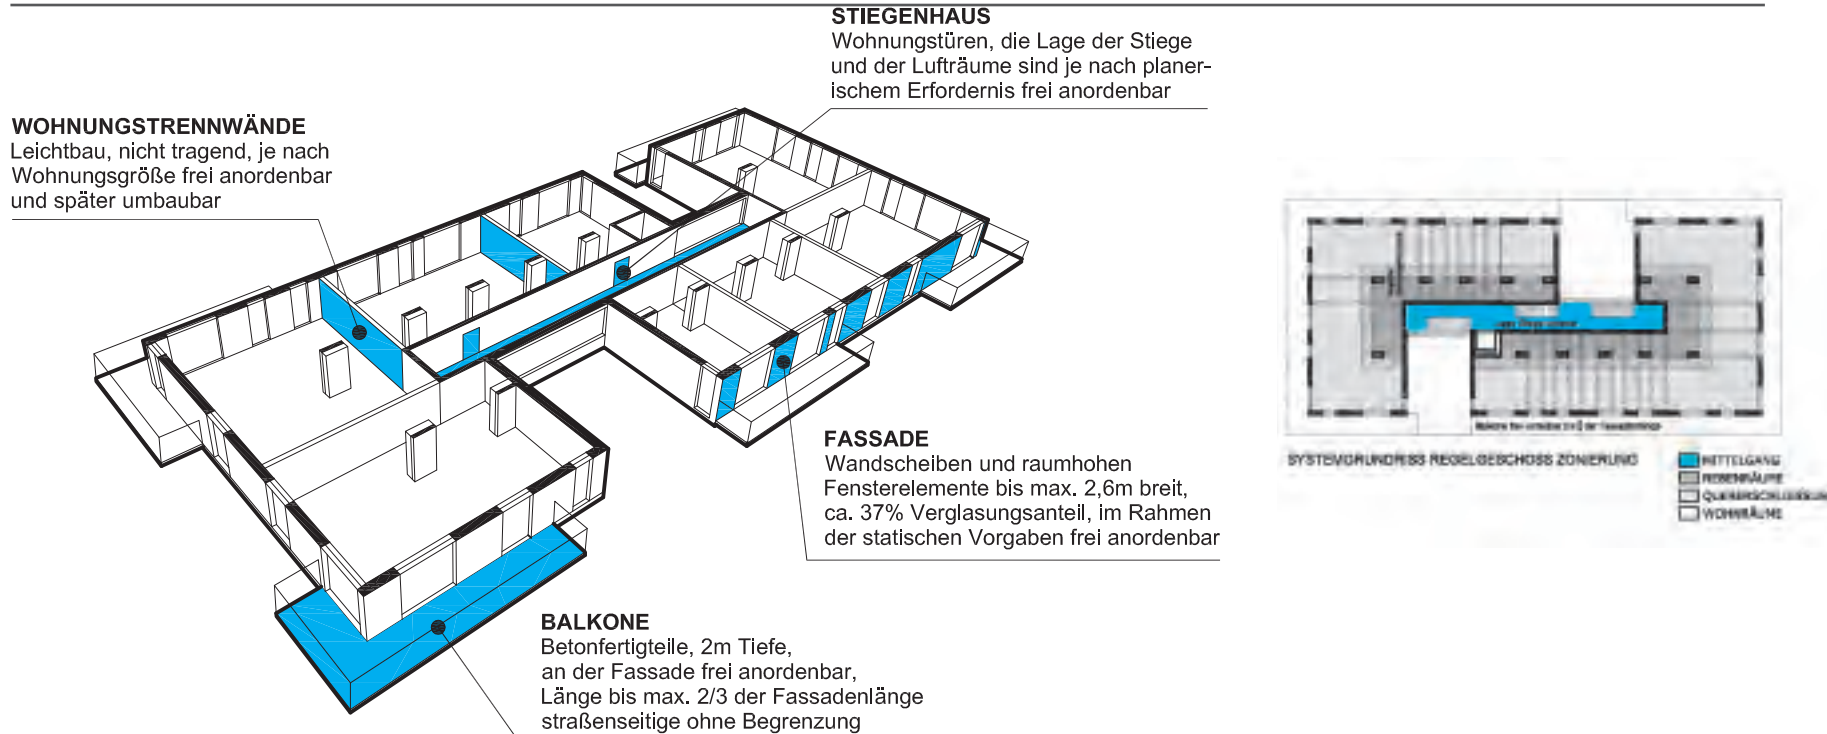 STIEGENHAUS
Wohnungstüren, die Lage der Stiege
und der Lufträume sind je nach planer-
ischem Erfordernis frei anordenbar
WOHNUNGSTRENNWÄNDE
Leichtbau, nicht tragend, je nach
Wohnungsgröße frei anordenbar
und später umbaubar
FASSADE
Wandscheiben und raumhohen
Fensterelemente bis max. 2,6m breit,
ca. 37% Verglasungsanteil, im Rahmen
der statischen Vorgaben frei anordenbar
BALKONE
Betonfertigteile, 2m Tiefe,
an der Fassade frei anordenbar,
Länge bis max. 2/3 der Fassadenlänge
straßenseitige ohne Begrenzung
SYSTEMGRUNDRISS REGELGESCHOSS ZONIERUNG
MITTELGANG
NEBENRÄUME
WOHNRÄUME